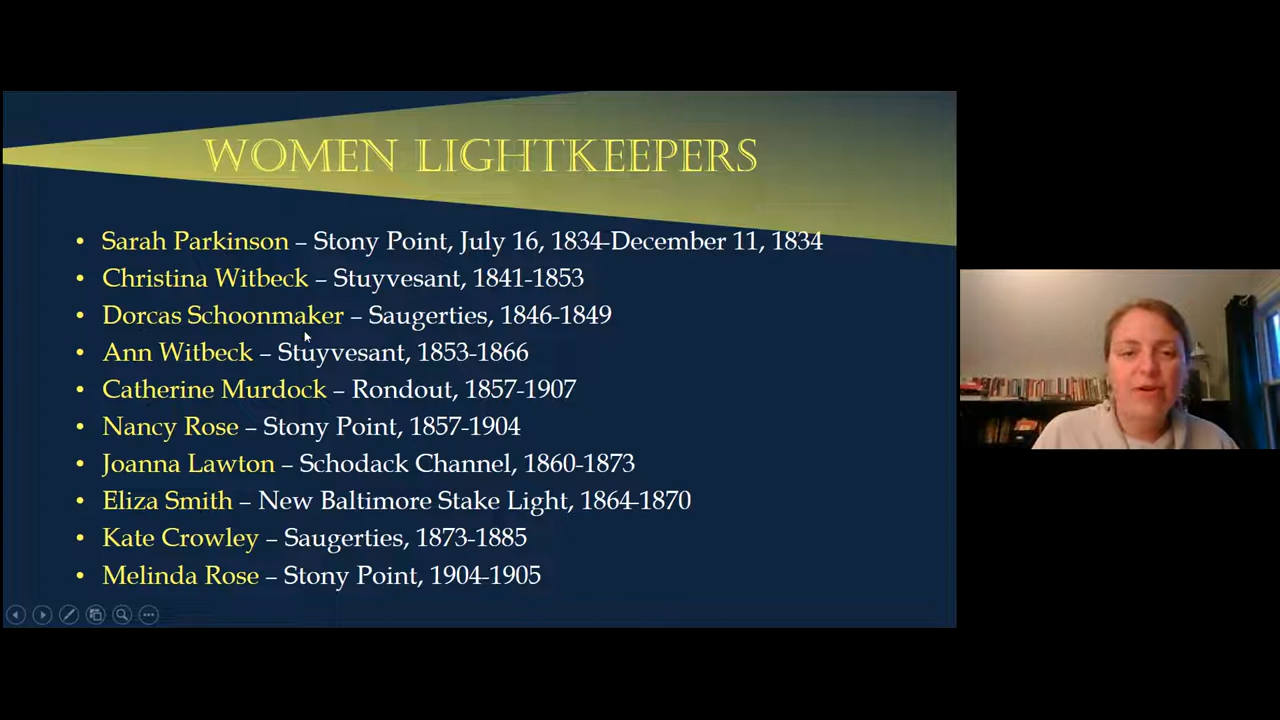 WOMEN LIGHTKEEPERS
• Sarah Parkinson – Stony Point, July 16, 1834-December 11, 1834
• Christina Witbeck – Stuyvesant, 1841-1853
• Dorcas Schoonmaker – Saugerties, 1846-1849
• Ann Witbeck – Stuyvesant, 1853-1866
• Catherine Murdock – Rondout, 1857-1907
• Nancy Rose – Stony Point, 1857-1904
• Joanna Lawton – Schodack Channel, 1860-1873
• Eliza Smith – New Baltimore Stake Light, 1864-1870
• Kate Crowley – Saugerties, 1873-1885
• Melinda Rose – Stony Point, 1904-1905